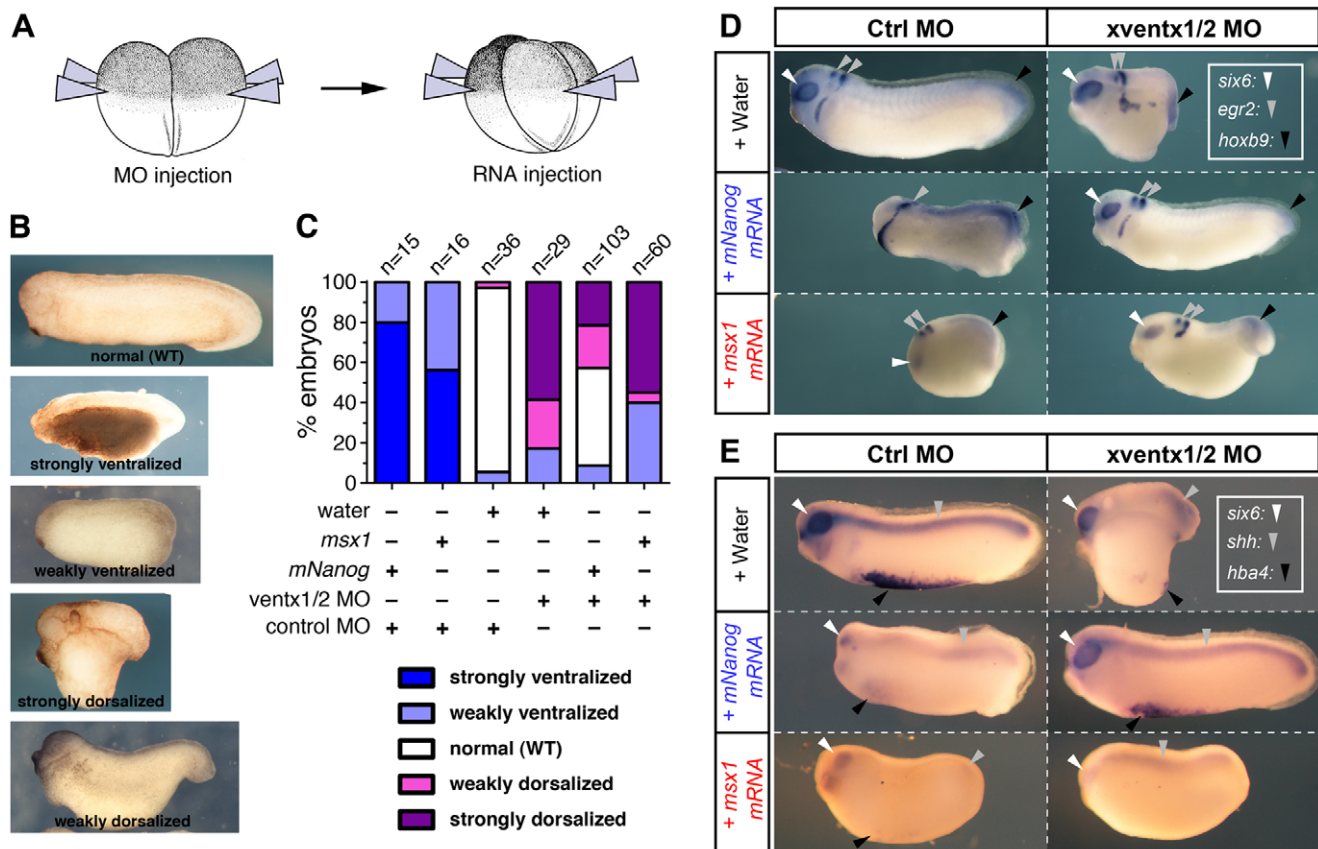 A
MO injection
RNA injection
B
normal (WT)
strongly ventralized
weakly ventralized
strongly dorsalized
weakly dorsalized
C
n=15 n=16 n=36 n=29 n=103 n=60
% embryos
100
80
60
40
20
0
water – – + + – –
msx1 – + – – – +
mNanog + – – – + –
ventx1/2 MO – – – + + +
control MO + + + – – –
strongly ventralized
weakly ventralized
normal (WT)
weakly dorsalized
strongly dorsalized
D
Ctrl MO
xventx1/2 MO
+ Water
+ mNanog
mRNA
+ msx1
mRNA
six6:
egr2:
hoxb9:
E
Ctrl MO
xventx1/2 MO
+ Water
+ mNanog
mRNA
+ msx1
mRNA
six6:
shh:
hba4: